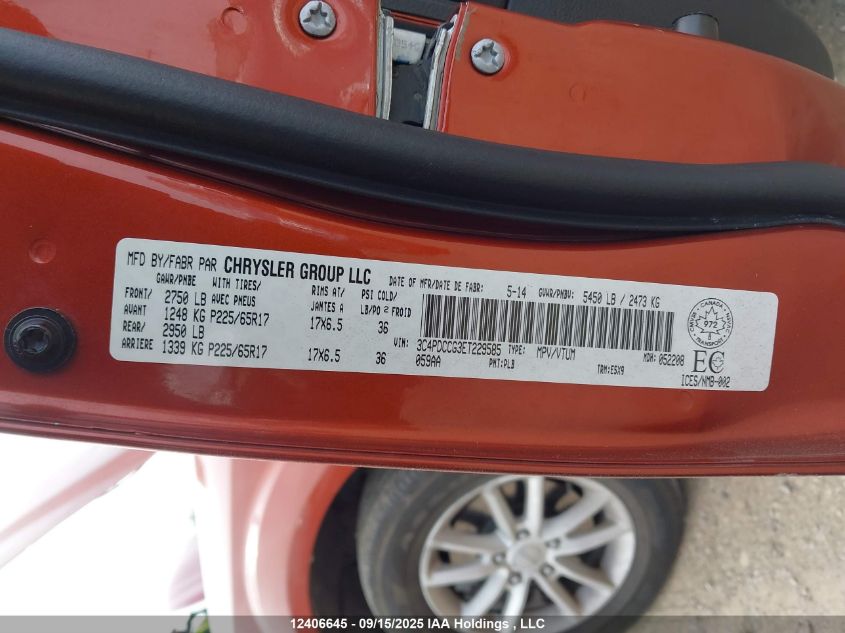 MFD BY/FABR PAR CHRYSLER GROUP LLC DATE OF MFR/DATE DE FABR: 5-14 GVWR/PNBV: 5450 LB / 2473 KG
GAWR/PNBE WITH TIRES/ RIMS AT/ PSI COLD/
FRONT/ 2750 LB AVEC PNEUS JANTES A LB/PO 2 FROID
AVANT 1248 KG P225/65R17 17X6.5 36
REAR/ 2950 LB
ARRIERE 1339 KG P225/65R17 17X6.5 36
VIN: 3C4PDCCG3ET229585 TYPE: MPV/VTUM MDH: 052208
059AA PNT:PLB TRM:ESX9
CANADA
972
EC
ICES/NMB-002
12406645 - 09/15/2025 IAA Holdings , LLC